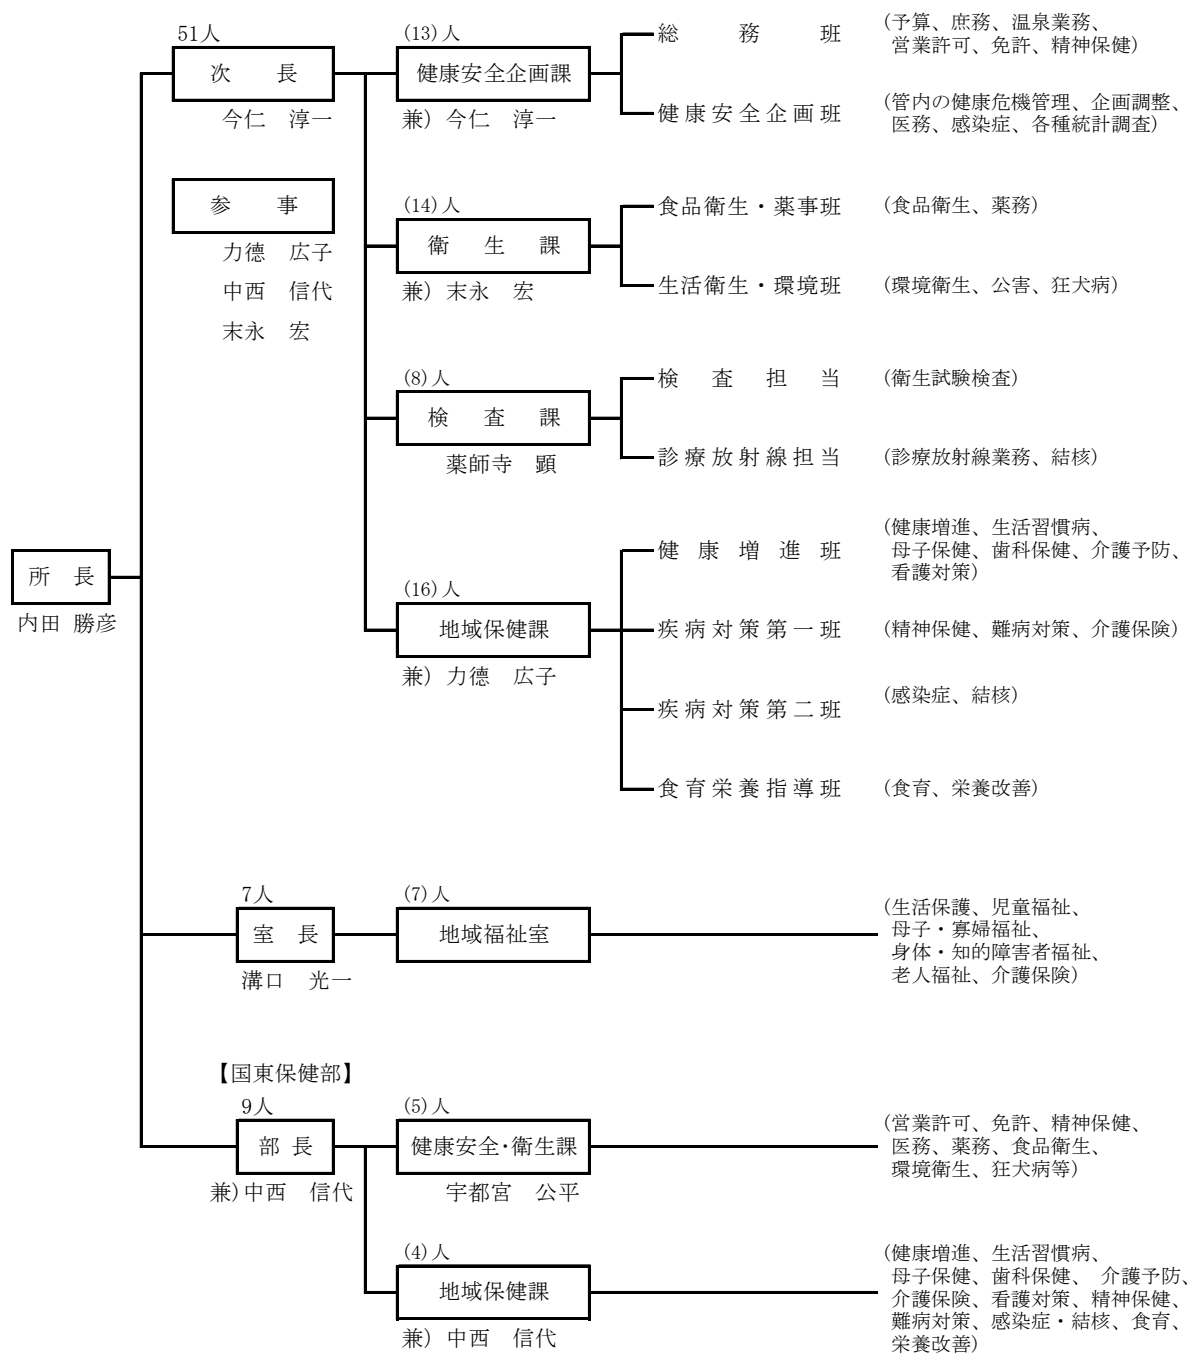 51人
次　長
今仁　淳一
(13)人
健康安全企画課
兼）今仁　淳一
総　務　班
(予算、庶務、温泉業務、
営業許可、免許、精神保健)
健康安全企画班
(管内の健康危機管理、企画調整、
医務、感染症、各種統計調査)
参　事
力德　広子
中西　信代
末永　宏
(14)人
衛　生　課
兼）末永　宏
食品衛生・薬事班
(食品衛生、薬務)
生活衛生・環境班
(環境衛生、公害、狂犬病)
(8)人
検　査　課
薬師寺　顕
検　査　担　当
(衛生試験検査)
診療放射線担当
(診療放射線業務、結核)
所　長
内田 勝彦
(16)人
地域保健課
兼）力德　広子
健　康　増　進　班
(健康増進、生活習慣病、
母子保健、歯科保健、介護予防、
看護対策)
疾病対策第一班
(精神保健、難病対策、介護保険)
疾病対策第二班
(感染症、結核)
食育栄養指導班
(食育、栄養改善)
7人
室　長
溝口　光一
(7)人
地域福祉室
(生活保護、児童福祉、
母子・寡婦福祉、
身体・知的障害者福祉、
老人福祉、介護保険)
【国東保健部】
9人
部 長
兼)中西　信代
(5)人
健康安全・衛生課
宇都宮　公平
(営業許可、免許、精神保健、
医務、薬務、食品衛生、
環境衛生、狂犬病等)
(4)人
地域保健課
兼）中西　信代
(健康増進、生活習慣病、
母子保健、歯科保健、 介護予防、
介護保険、看護対策、精神保健、
難病対策、感染症・結核、食育、
栄養改善)